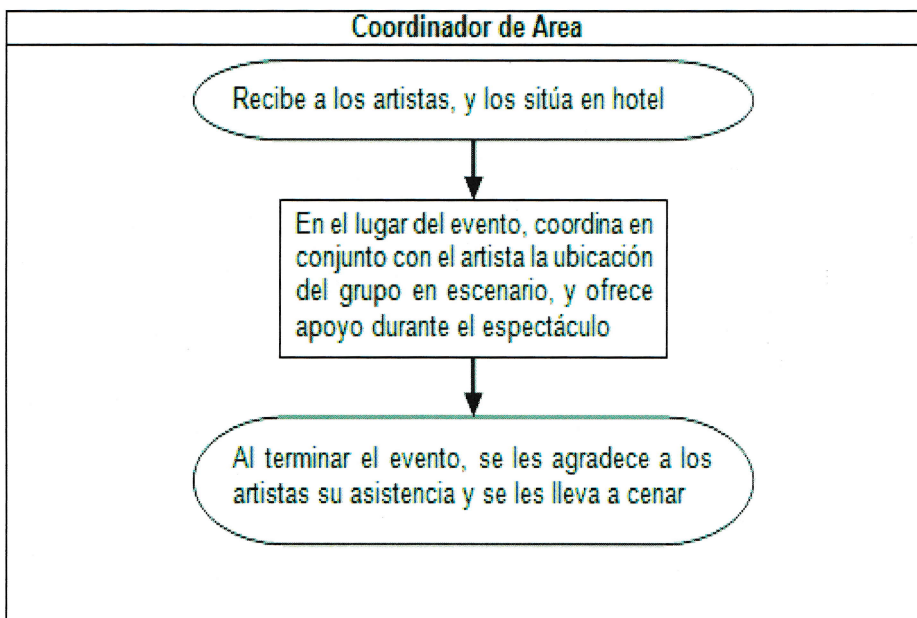 Coordinador de Area
Recibe a los artistas, y los sitúa en hotel
En el lugar del evento, coordina en
conjunto con el artista la ubicación
del grupo en escenario, y ofrece
apoyo durante el espectáculo
Al terminar el evento, se les agradece a los
artistas su asistencia y se les lleva a cenar